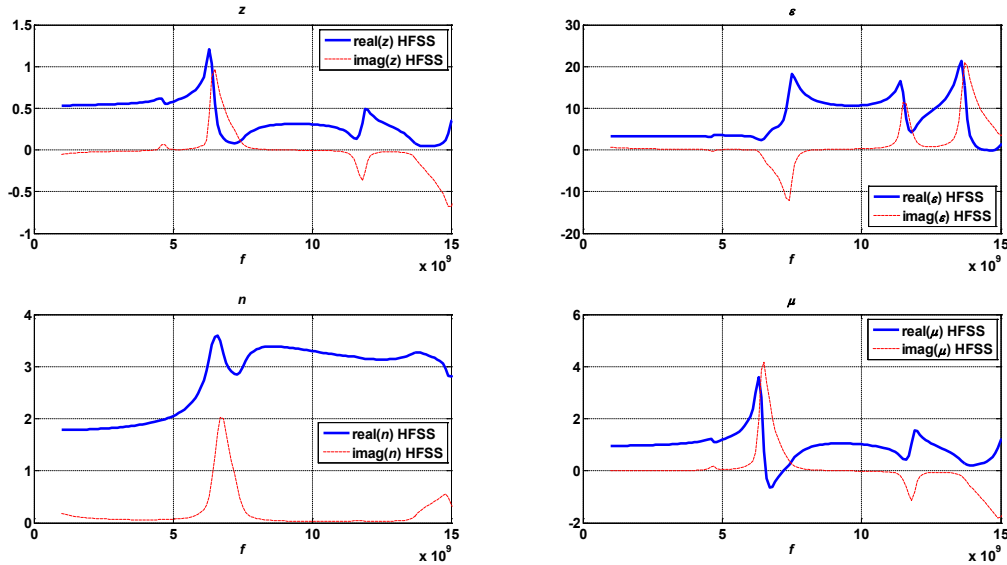 z
1.5
1
0.5
0
-0.5
-1
0
5
10
15
x 10^9
f
real(z) HFSS
imag(z) HFSS
ε
30
20
10
0
-10
-20
0
5
10
15
x 10^9
f
real(ε) HFSS
imag(ε) HFSS
n
4
3
2
1
0
0
5
10
15
x 10^9
f
real(n) HFSS
imag(n) HFSS
μ
6
4
2
0
-2
0
5
10
15
x 10^9
f
real(μ) HFSS
imag(μ) HFSS